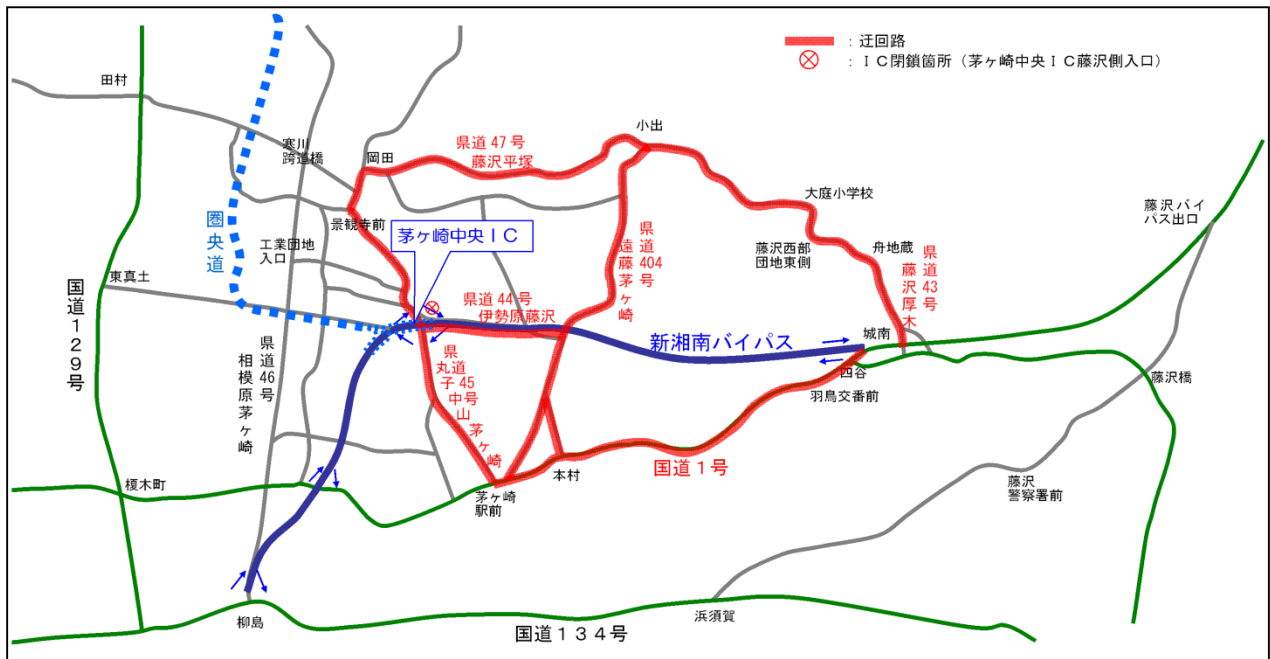 ：迂回路
：ＩＣ閉鎖箇所（茅ヶ崎中央ＩＣ藤沢側入口）
田村
寒川
跨道橋
岡田
県道 47 号
藤沢平塚
小出
大庭小学校
藤沢バイ
パス出口
圏央道
景観寺前
茅ヶ崎中央ＩＣ
県道404号
遠藤茅ヶ崎
藤沢西部
団地東側
舟地蔵
県道43号
藤沢厚木
工業団地
入口
東真土
国道１２９号
県道 44 号
伊勢原藤沢
新湘南バイパス
城南
県道46号
相模原茅ヶ崎
県道45号
丸子中山茅ヶ崎
四谷
羽鳥交番前
藤沢橋
国道１号
本村
榎木町
茅ヶ崎
駅前
藤沢
警察署前
柳島
浜須賀
国道１３４号